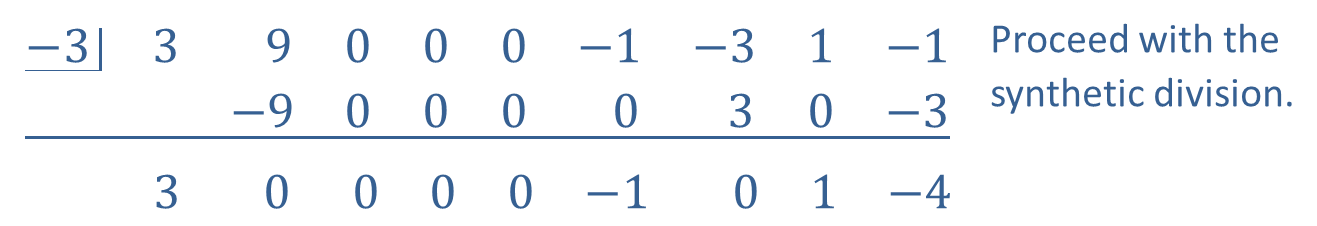 −3| 3 9 0 0 0 −1 −3 1 −1 Proceed with the
−9 0 0 0 0 3 0 −3 synthetic division.
3 0 0 0 0 −1 0 1 −4